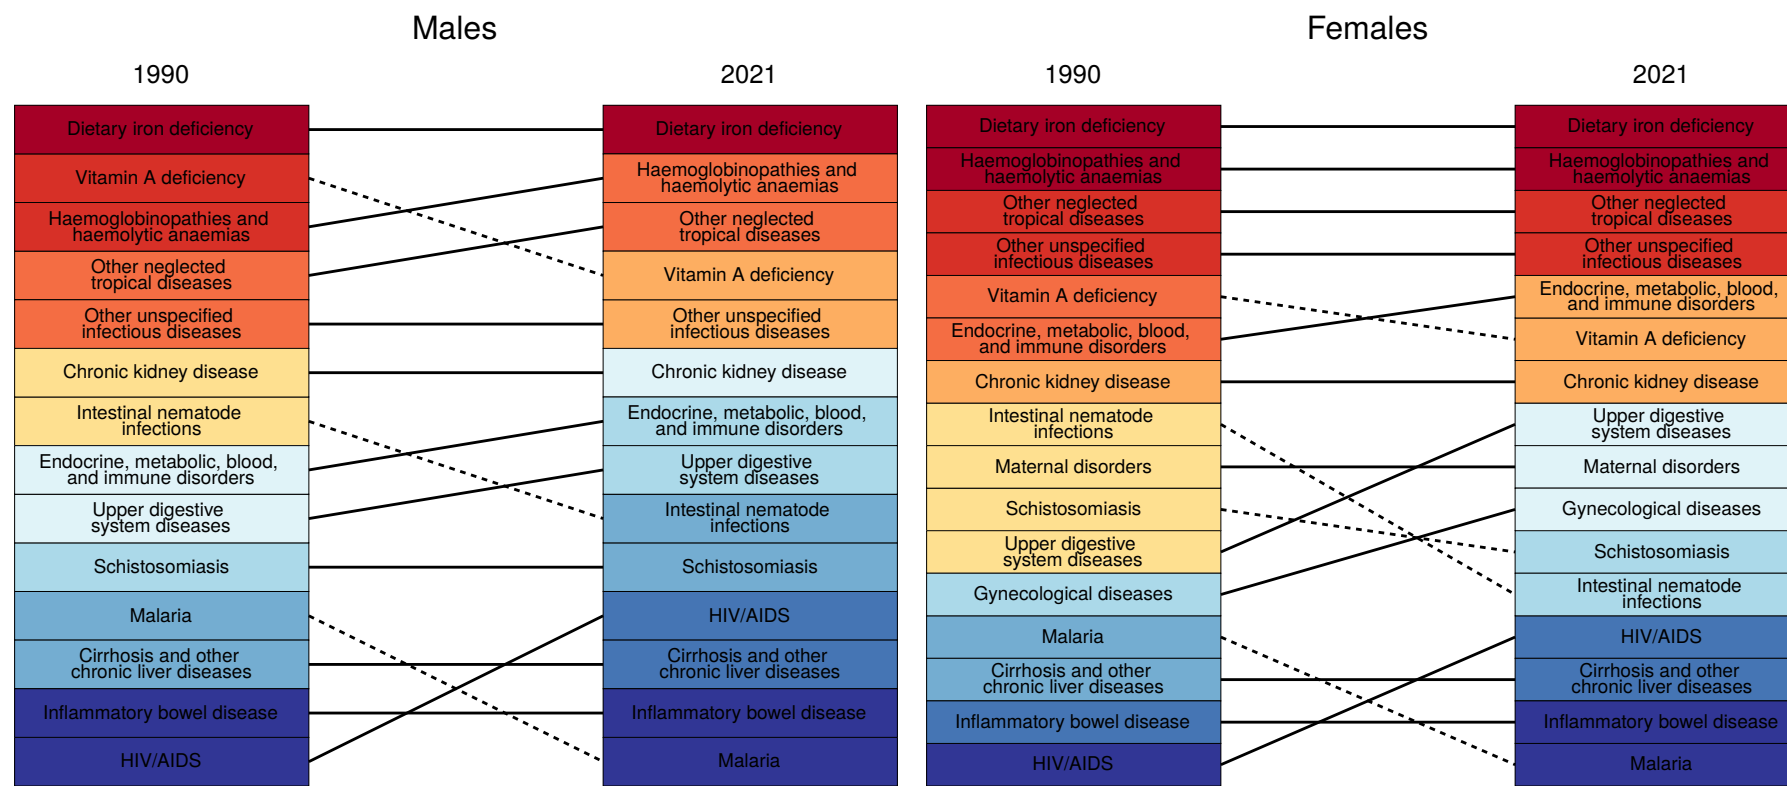 Males
1990
2021
Dietary iron deficiency
Vitamin A deficiency
Haemoglobinopathies and
haemolytic anaemias
Other neglected
tropical diseases
Other unspecified
infectious diseases
Chronic kidney disease
Intestinal nematode
infections
Endocrine, metabolic, blood,
and immune disorders
Upper digestive
system diseases
Schistosomiasis
Malaria
Cirrhosis and other
chronic liver diseases
Inflammatory bowel disease
HIV/AIDS
Dietary iron deficiency
Haemoglobinopathies and
haemolytic anaemias
Other neglected
tropical diseases
Vitamin A deficiency
Other unspecified
infectious diseases
Chronic kidney disease
Endocrine, metabolic, blood,
and immune disorders
Upper digestive
system diseases
Intestinal nematode
infections
Schistosomiasis
HIV/AIDS
Cirrhosis and other
chronic liver diseases
Inflammatory bowel disease
Malaria
Females
1990
2021
Dietary iron deficiency
Haemoglobinopathies and
haemolytic anaemias
Other neglected
tropical diseases
Other unspecified
infectious diseases
Vitamin A deficiency
Endocrine, metabolic, blood,
and immune disorders
Chronic kidney disease
Intestinal nematode
infections
Maternal disorders
Schistosomiasis
Upper digestive
system diseases
Gynecological diseases
Malaria
Cirrhosis and other
chronic liver diseases
Inflammatory bowel disease
HIV/AIDS
Dietary iron deficiency
Haemoglobinopathies and
haemolytic anaemias
Other neglected
tropical diseases
Other unspecified
infectious diseases
Endocrine, metabolic, blood,
and immune disorders
Vitamin A deficiency
Chronic kidney disease
Upper digestive
system diseases
Maternal disorders
Gynecological diseases
Schistosomiasis
Intestinal nematode
infections
HIV/AIDS
Cirrhosis and other
chronic liver diseases
Inflammatory bowel disease
Malaria